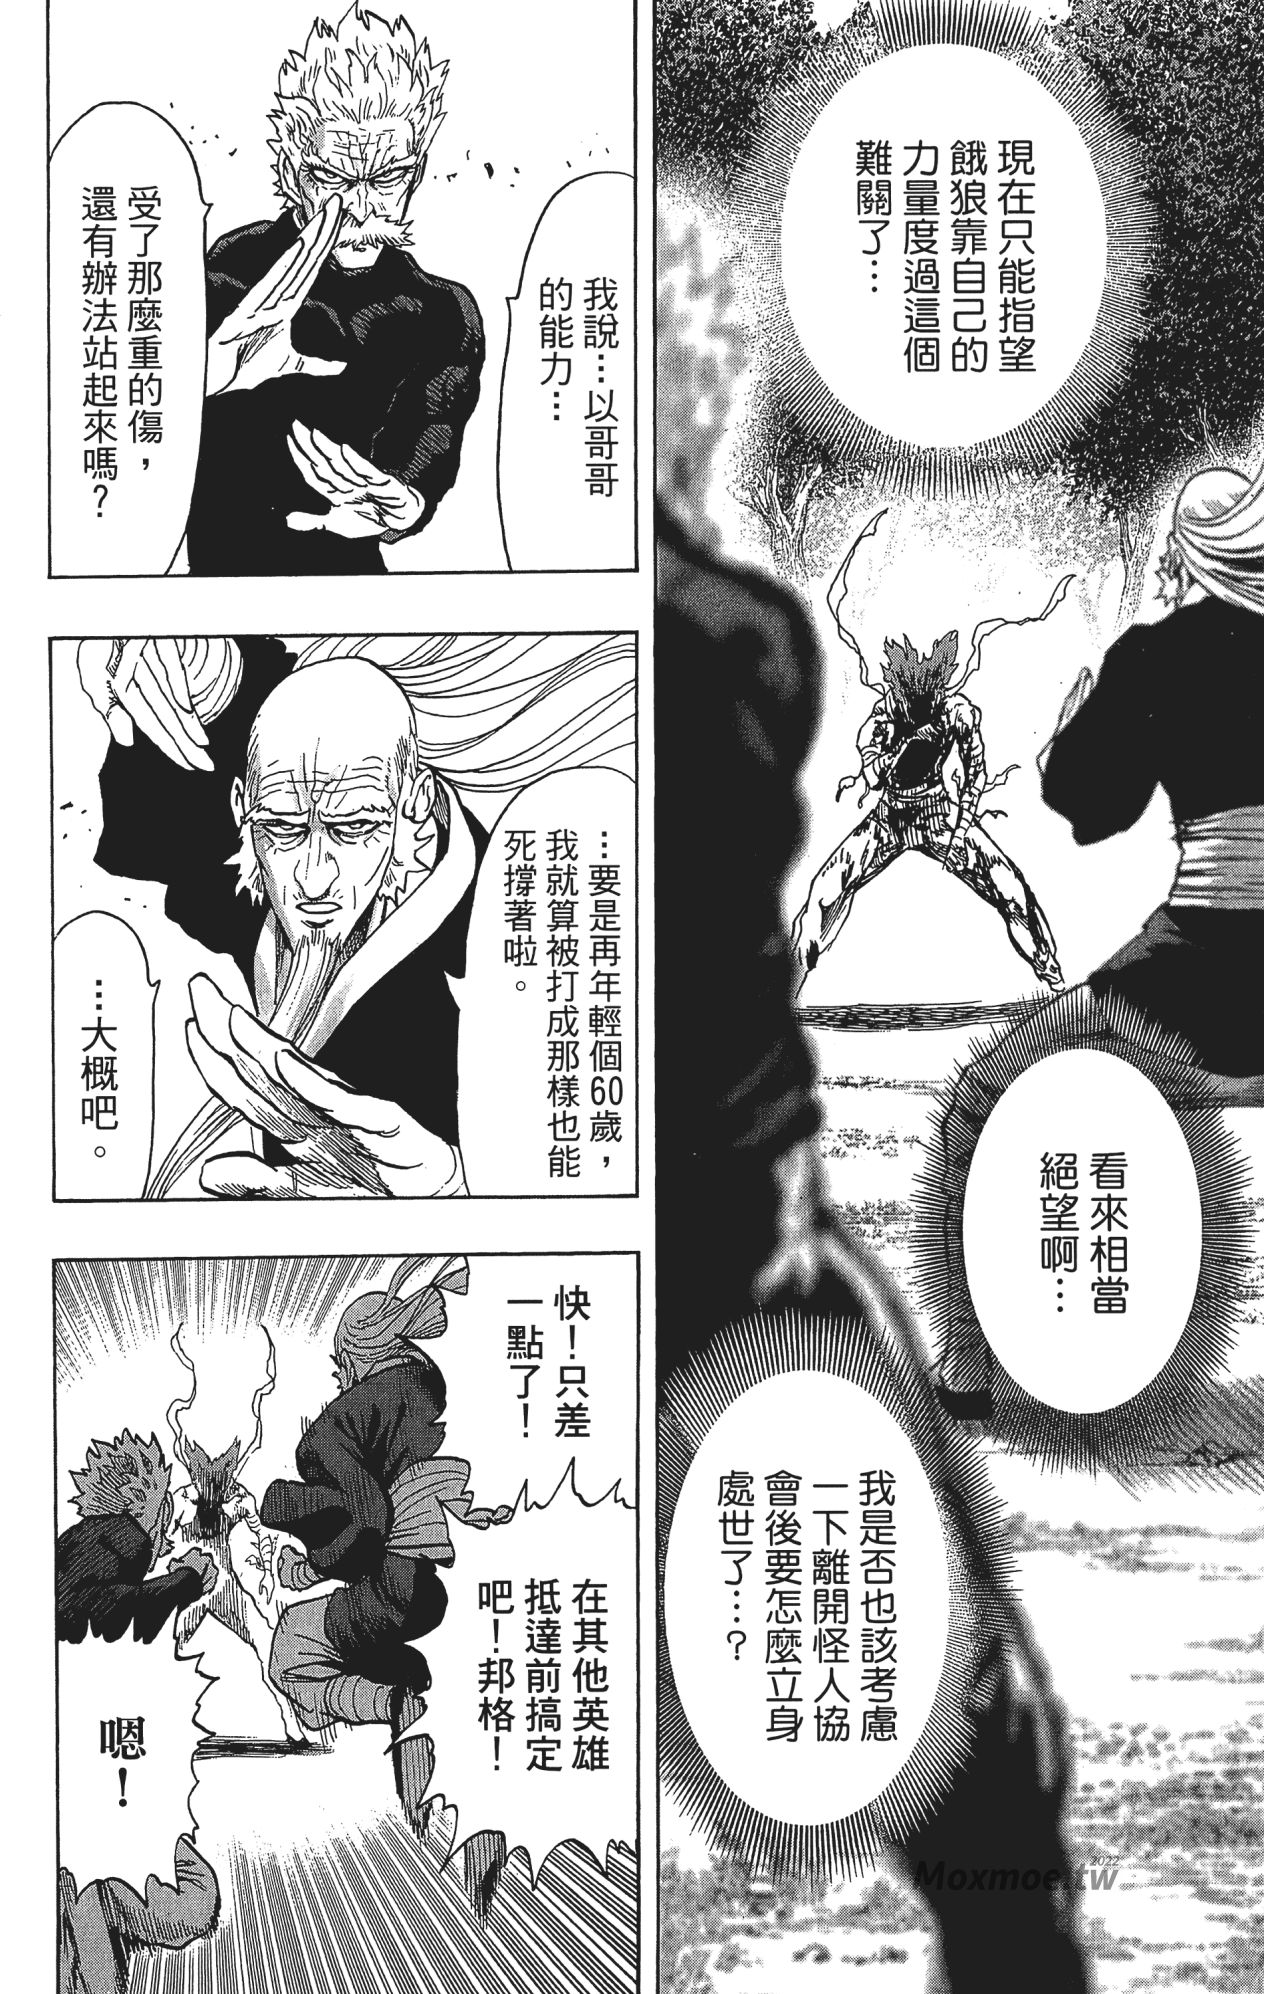 現在只能指望
餓狼靠自己的
力量度過這個
難關了…
看來相當
絕望啊…
我是否也該考慮
一下離開怪人協
會後要怎麼立身
處世了…?
我說…以哥哥
的能力…
受了那麼重的傷，
還有辦法站起來嗎?
…要是再年輕個60歲，
我就算被打成那樣也能
死撐著啦。
…大概吧。
快!只差
一點了!
在其他英雄
抵達前搞定
吧!邦格!
嗯!
Moxmoe.tw
2022